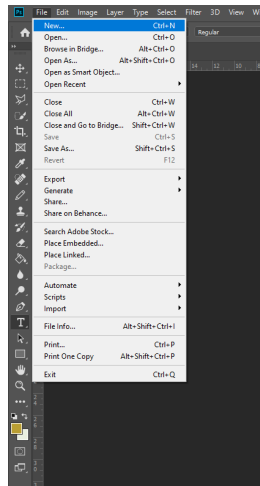 Ps File Edit Image Layer Type Select Filter 3D View W
Regular
New... Ctrl+N
Open... Ctrl+O
Browse in Bridge... Alt+Ctrl+O
Open As... Alt+Shift+Ctrl+O
Open as Smart Object...
Open Recent
Close Ctrl+W
Close All Alt+Ctrl+W
Close and Go to Bridge... Shift+Ctrl+W
Save Ctrl+S
Save As... Shift+Ctrl+S
Revert F12
Export
Generate
Share...
Share on Behance...
Search Adobe Stock...
Place Embedded...
Place Linked...
Package...
Automate
Scripts
Import
File Info... Alt+Shift+Ctrl+I
Print... Ctrl+P
Print One Copy Alt+Shift+Ctrl+P
Exit Ctrl+Q
14 12 10
T